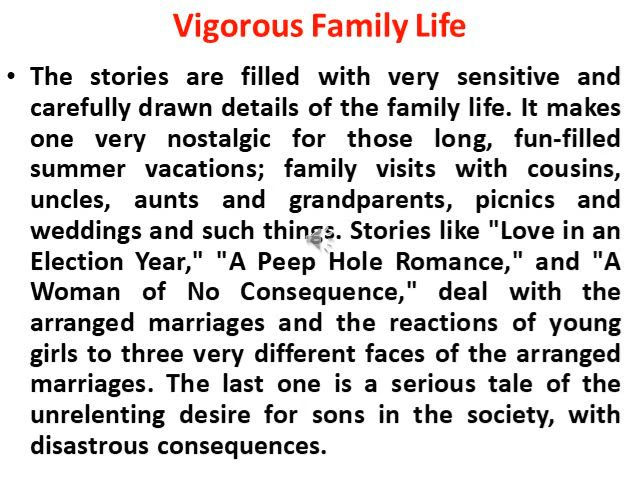 Vigorous Family Life
• The stories are filled with very sensitive and
carefully drawn details of the family life. It makes
one very nostalgic for those long, fun-filled
summer vacations; family visits with cousins,
uncles, aunts and grandparents, picnics and
weddings and such things. Stories like "Love in an
Election Year," "A Peep Hole Romance," and "A
Woman of No Consequence," deal with the
arranged marriages and the reactions of young
girls to three very different faces of the arranged
marriages. The last one is a serious tale of the
unrelenting desire for sons in the society, with
disastrous consequences.